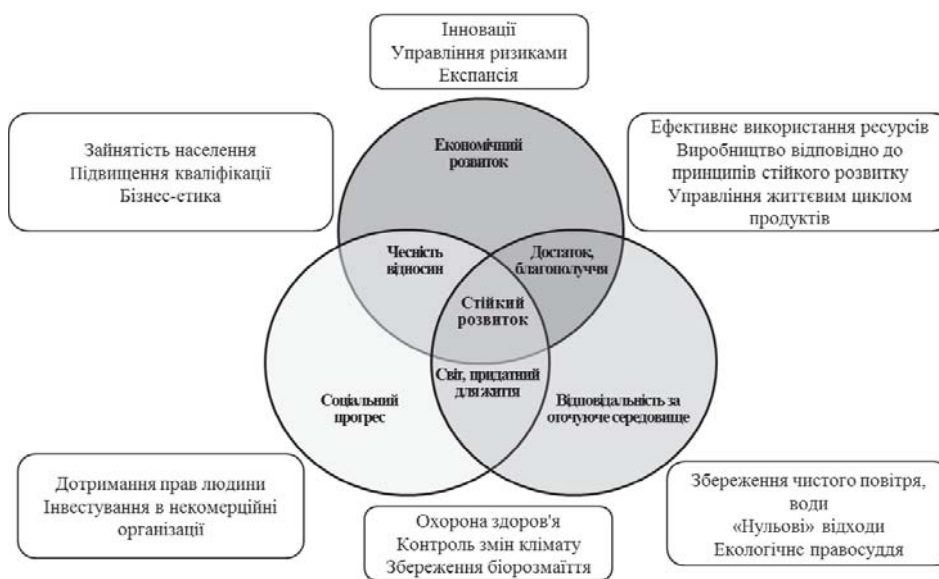 Інновації
Управління ризиками
Експансія
Зайнятість населення
Підвищення кваліфікації
Бізнес-етика
Економічний
розвиток
Ефективне використання ресурсів
Виробництво відповідно до
принципів стійкого розвитку
Управління життєвим циклом
продуктів
Чесність
відносин
Достаток,
благополуччя
Стійкий
розвиток
Світ, придатний
для життя
Соціальний
прогрес
Відповідальність за
оточуюче середовище
Дотримання прав людини
Інвестування в некомерційні
організації
Охорона здоров'я
Контроль змін клімату
Збереження біорозмаїття
Збереження чистого повітря,
води
«Нульові» відходи
Екологічне правосуддя